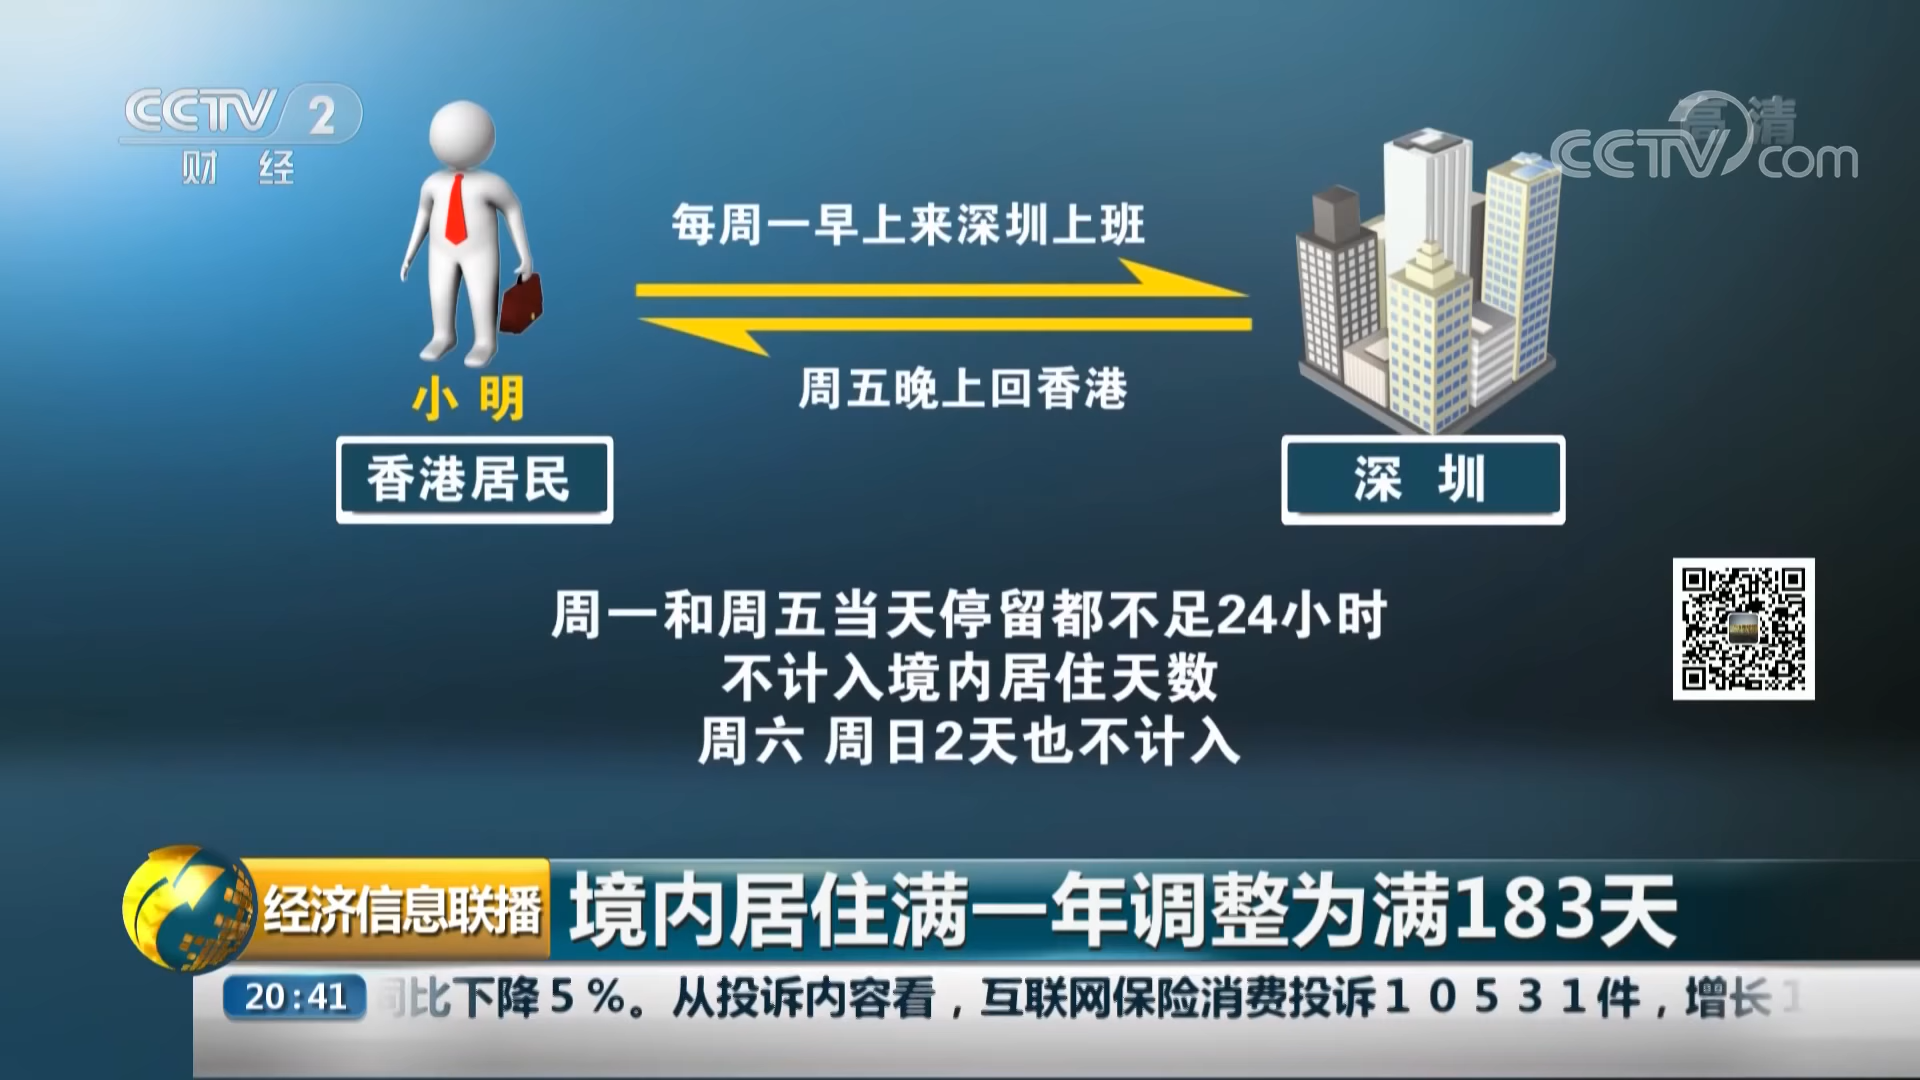 CCTV 2
财 经
高清
CCTV com
每周一早上来深圳上班
周五晚上回香港
小 明
香港居民
深 圳
周一和周五当天停留都不足24小时
不计入境内居住天数
周六 周日2天也不计入
经济信息联播
境内居住满一年调整为满183天
20:41
同比下降5%。从投诉内容看，互联网保险消费投诉10531件，增长1